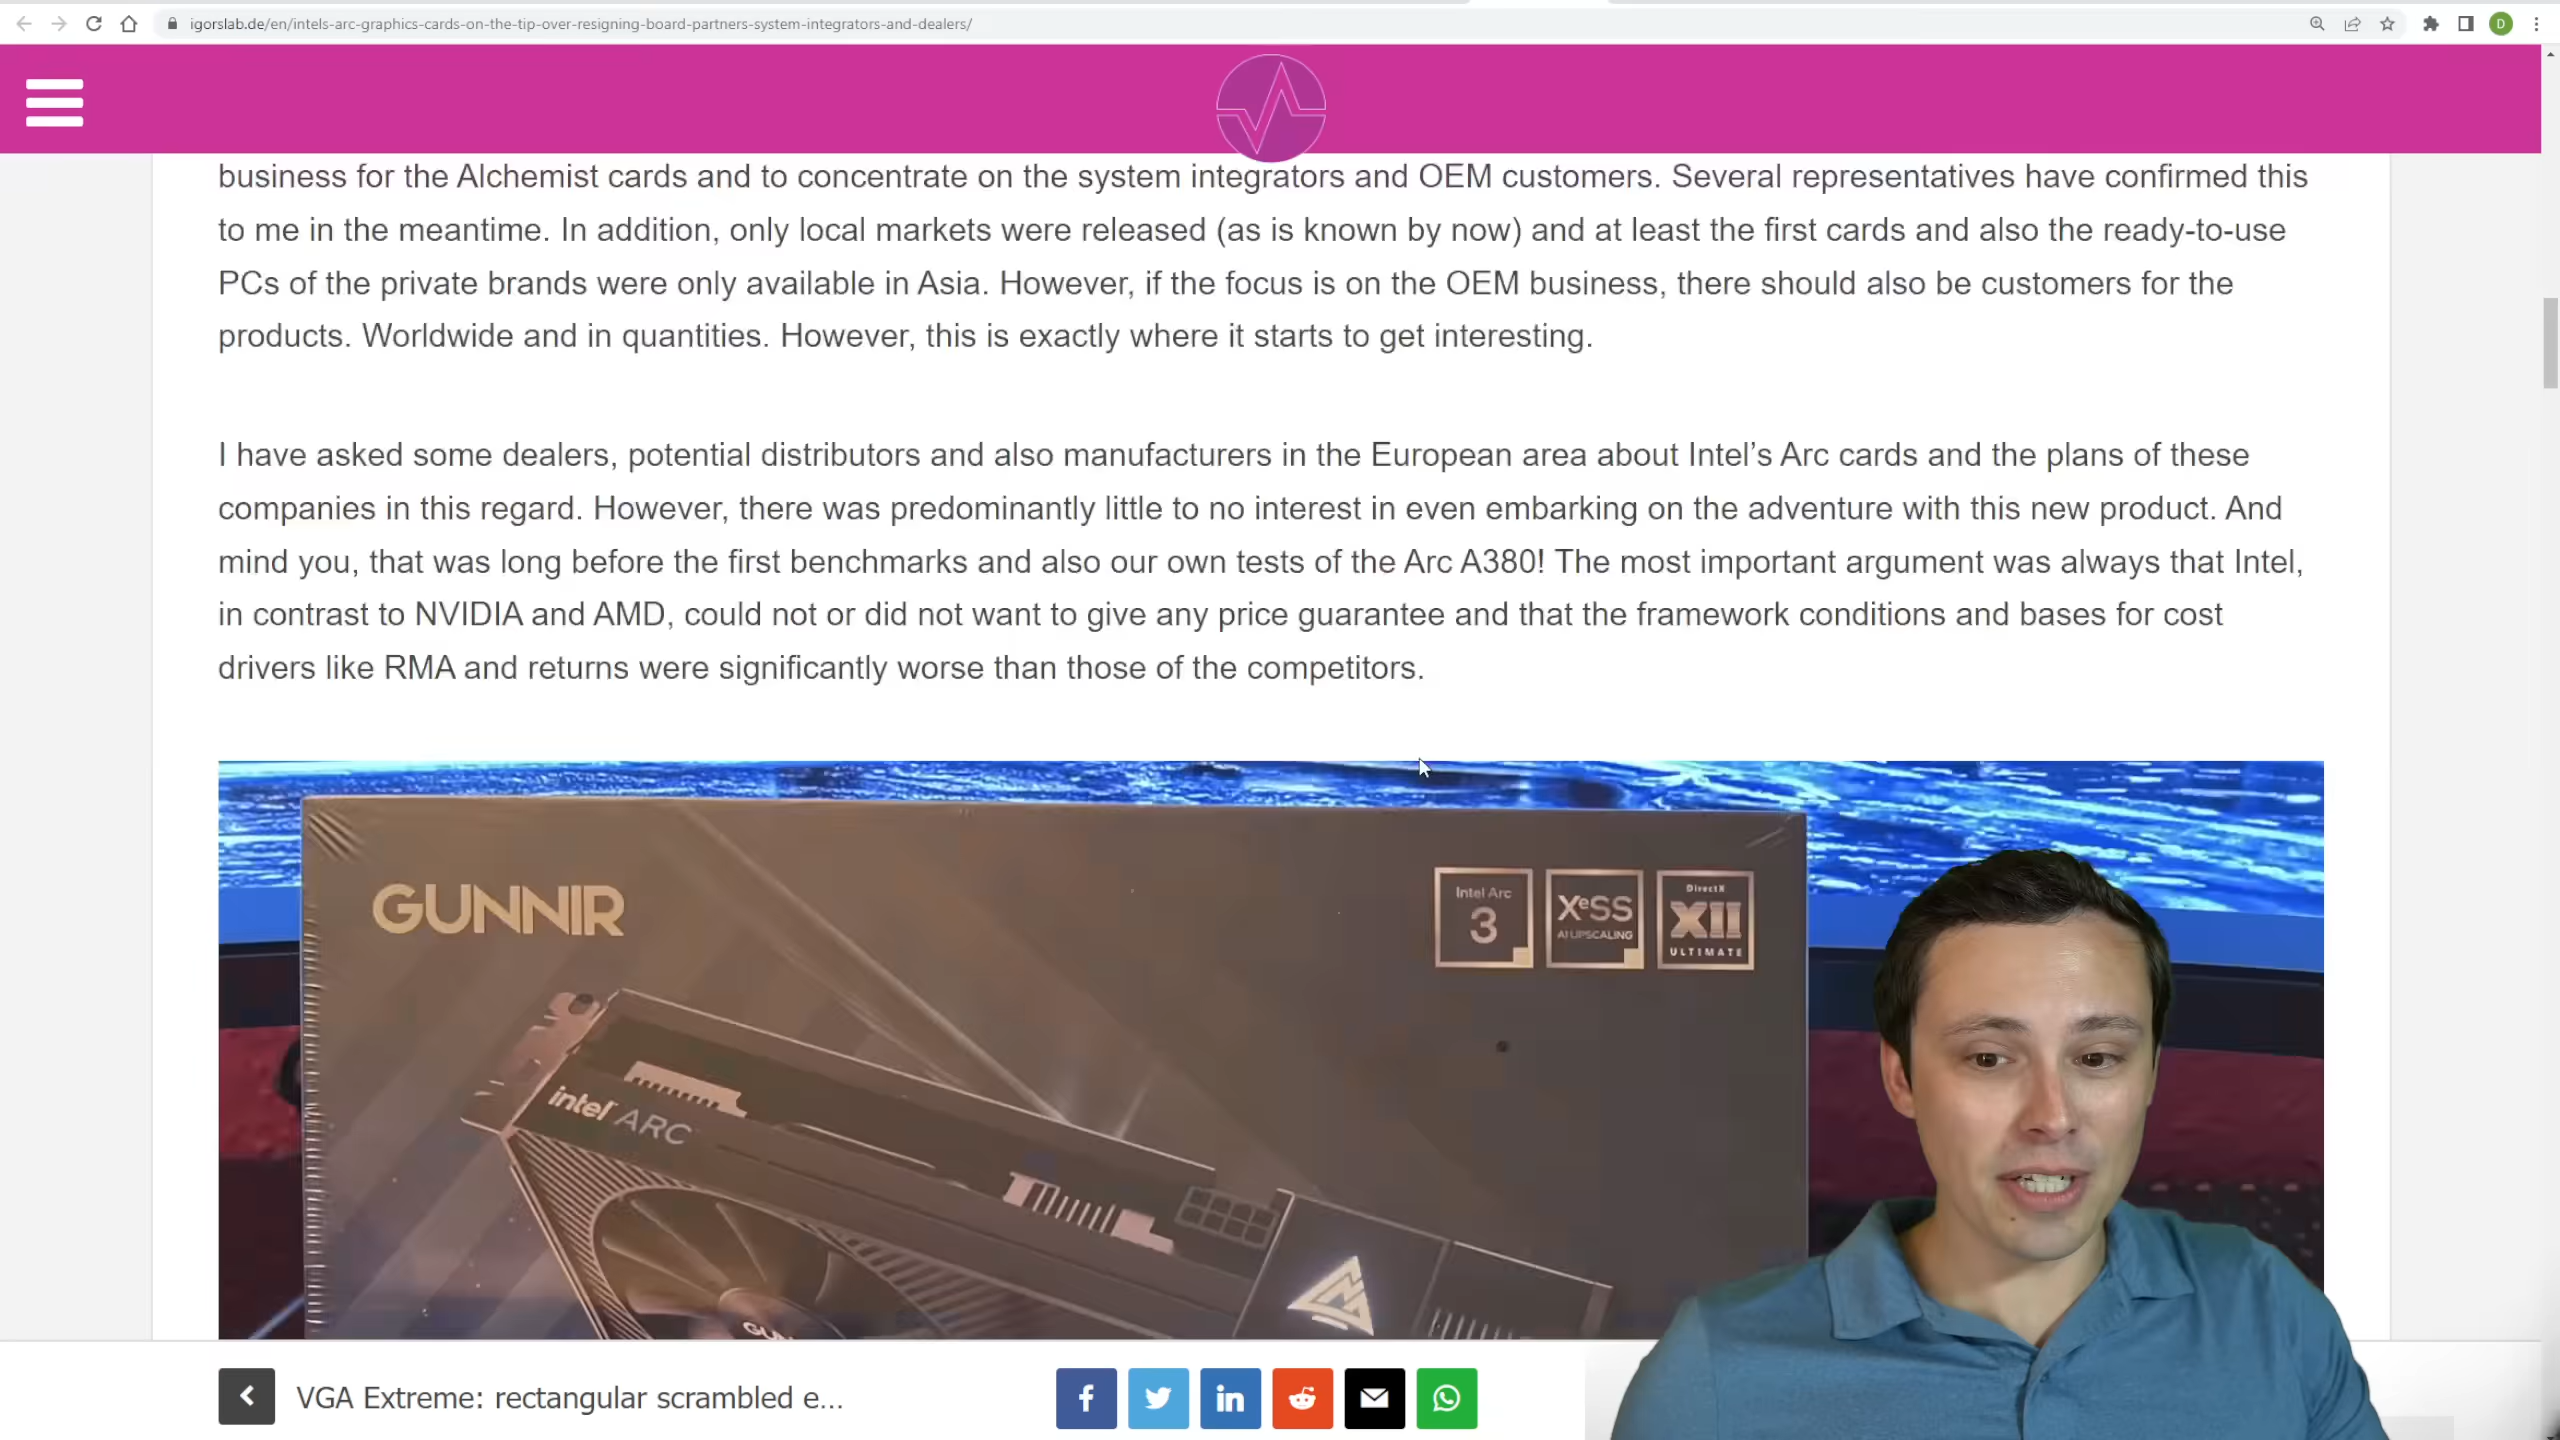 igorslab.de/en/intels-arc-graphics-cards-on-the-tip-over-resigning-board-partners-system-integrators-and-dealers/
D
business for the Alchemist cards and to concentrate on the system integrators and OEM customers. Several representatives have confirmed this
to me in the meantime. In addition, only local markets were released (as is known by now) and at least the first cards and also the ready-to-use
PCs of the private brands were only available in Asia. However, if the focus is on the OEM business, there should also be customers for the
products. Worldwide and in quantities. However, this is exactly where it starts to get interesting.
I have asked some dealers, potential distributors and also manufacturers in the European area about Intel’s Arc cards and the plans of these
companies in this regard. However, there was predominantly little to no interest in even embarking on the adventure with this new product. And
mind you, that was long before the first benchmarks and also our own tests of the Arc A380! The most important argument was always that Intel,
in contrast to NVIDIA and AMD, could not or did not want to give any price guarantee and that the framework conditions and bases for cost
drivers like RMA and returns were significantly worse than those of the competitors.
GUNNIR
Intel Arc
3
XeSS
AI UPSCALING
DirectX
XII
ULTIMATE
intel ARC
VGA Extreme: rectangular scrambled e...